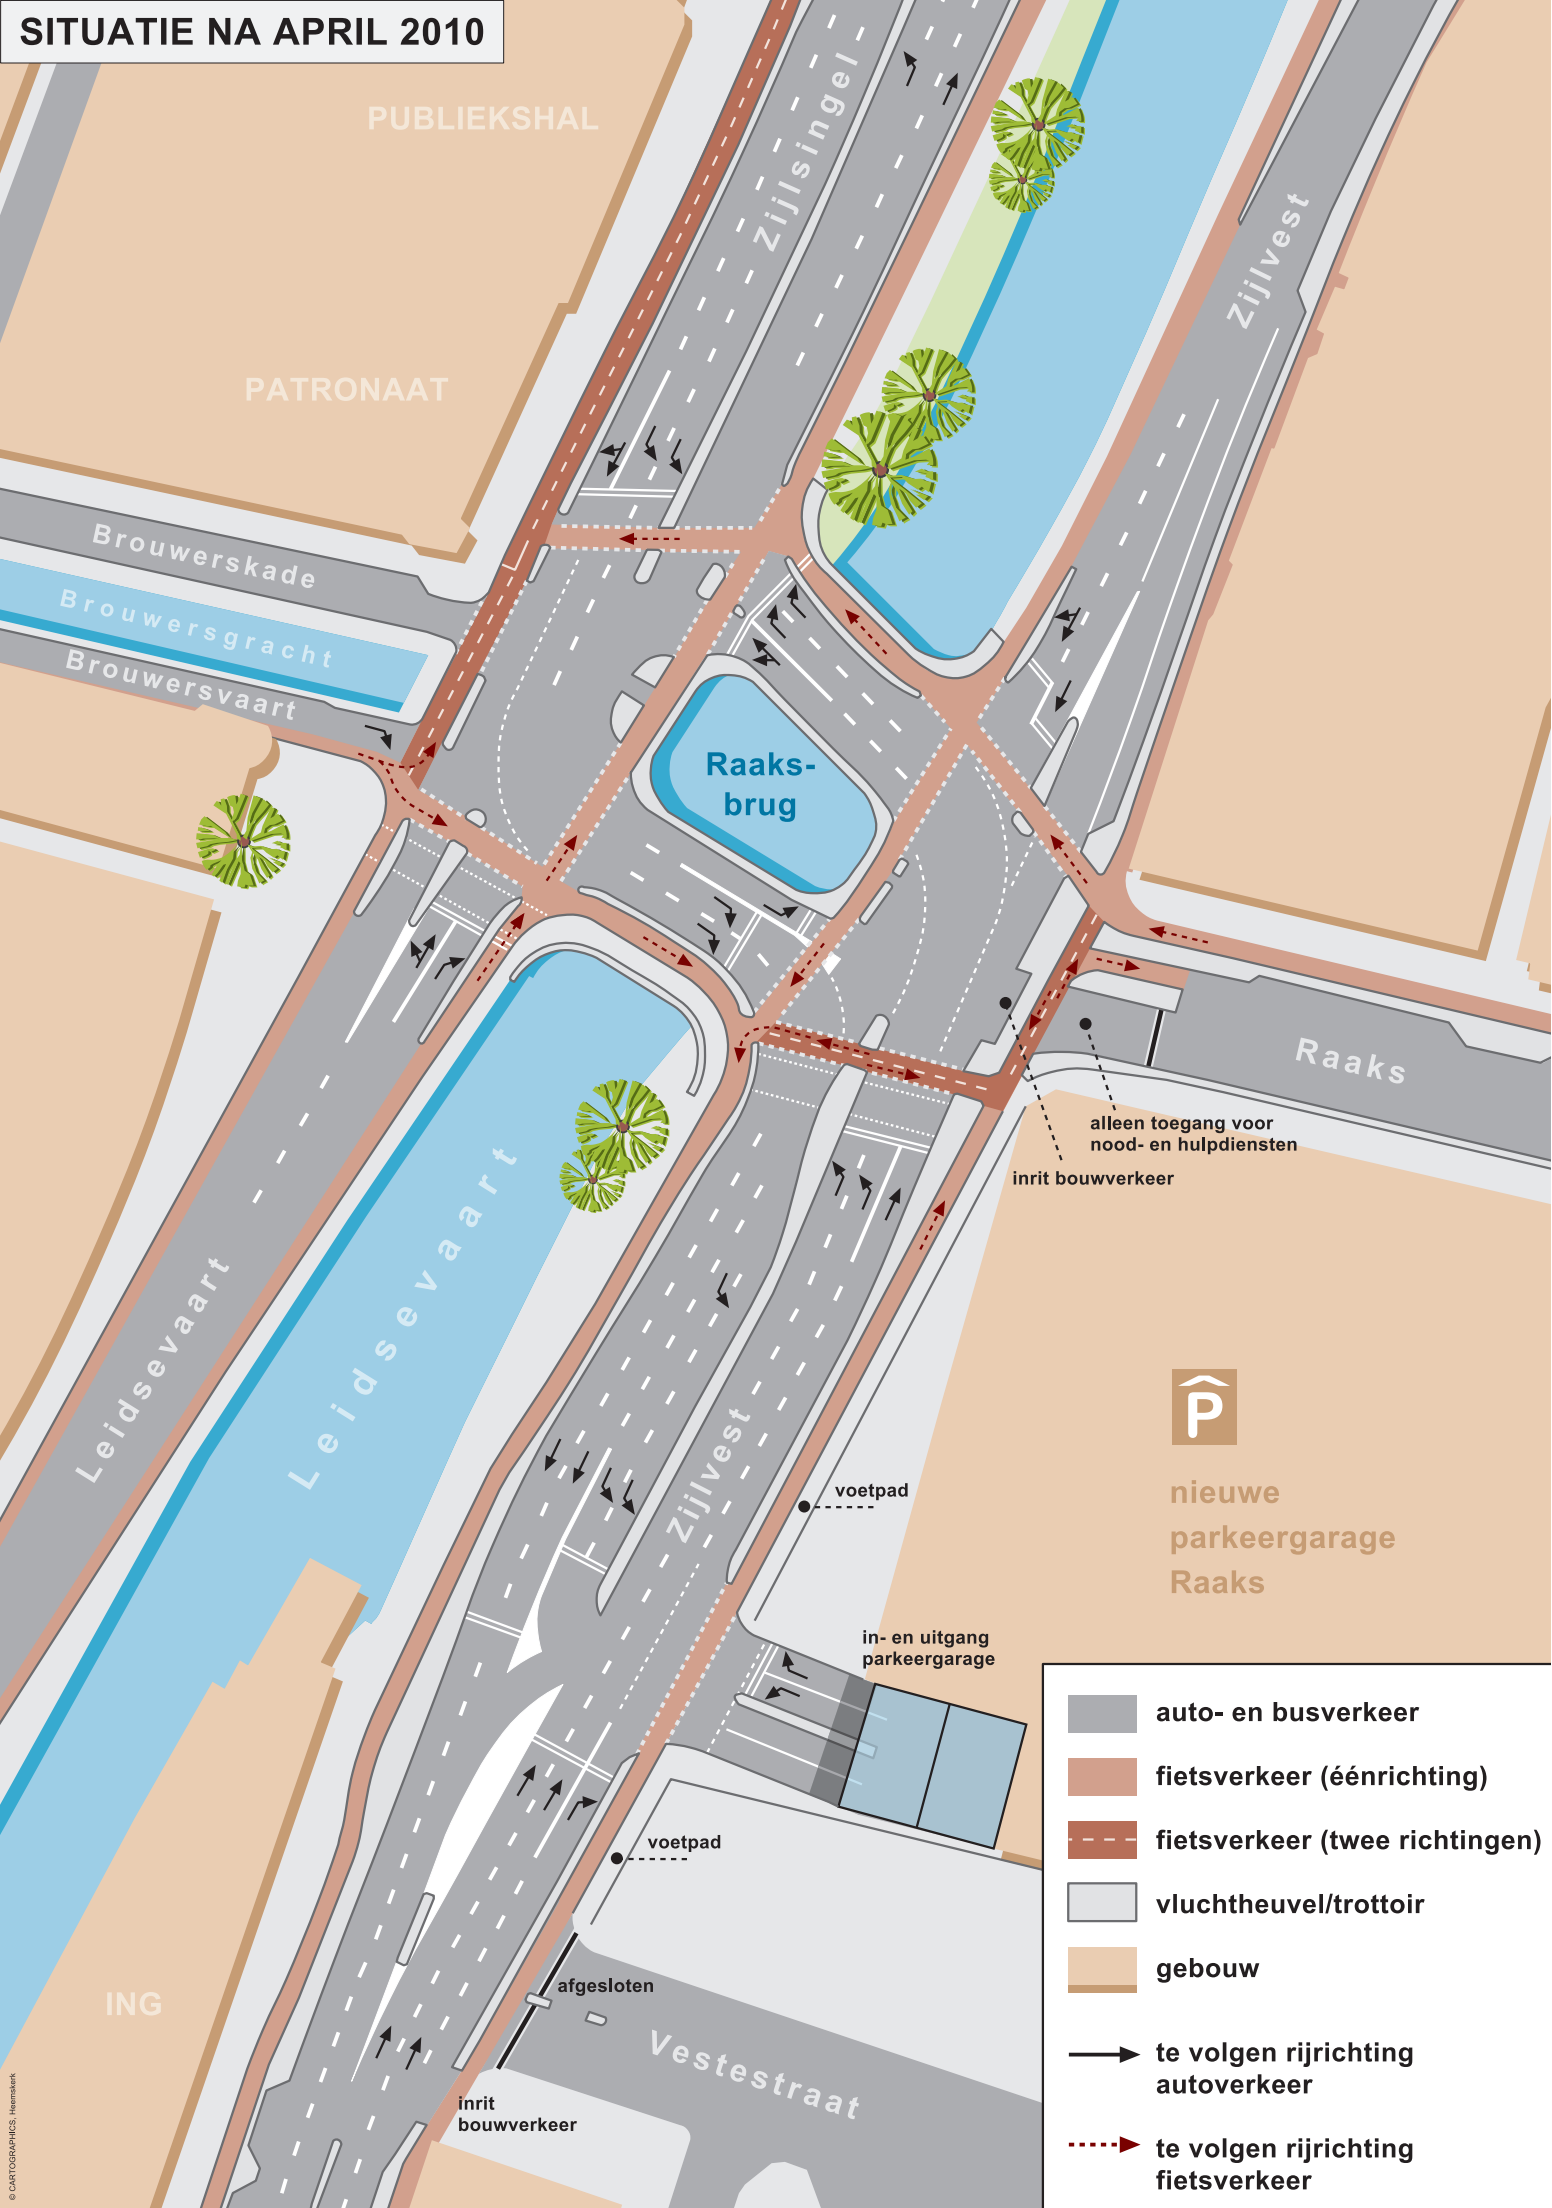 SITUATIE NA APRIL 2010
PUBLIEKSHAL
Zijlsingel
Zijlvest
PATRONAAT
Brouwerskade
Brouwersgracht
Brouwersvaart
Raaks-
brug
Raaks
alleen toegang voor
nood- en hulpdiensten
inrit bouwverkeer
Leidsevaart
Leidsevaart
Zijlvest
P
nieuwe
parkeergarage
Raaks
voetpad
in- en uitgang
parkeergarage
voetpad
afgesloten
Vestestraat
ING
inrit
bouwverkeer
auto- en busverkeer
fietsverkeer (éénrichting)
fietsverkeer (twee richtingen)
vluchtheuvel/trottoir
gebouw
te volgen rijrichting
autoverkeer
te volgen rijrichting
fietsverkeer
© CARTOGRAPHICS, Heemskerk